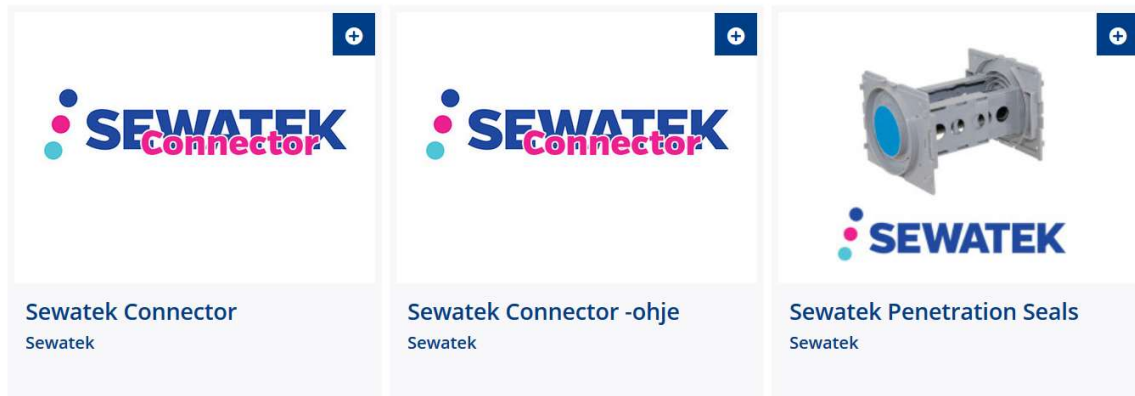 SEWATEK
Connector
Sewatek Connector
Sewatek
SEWATEK
Connector
Sewatek Connector -ohje
Sewatek
SEWATEK
Sewatek Penetration Seals
Sewatek